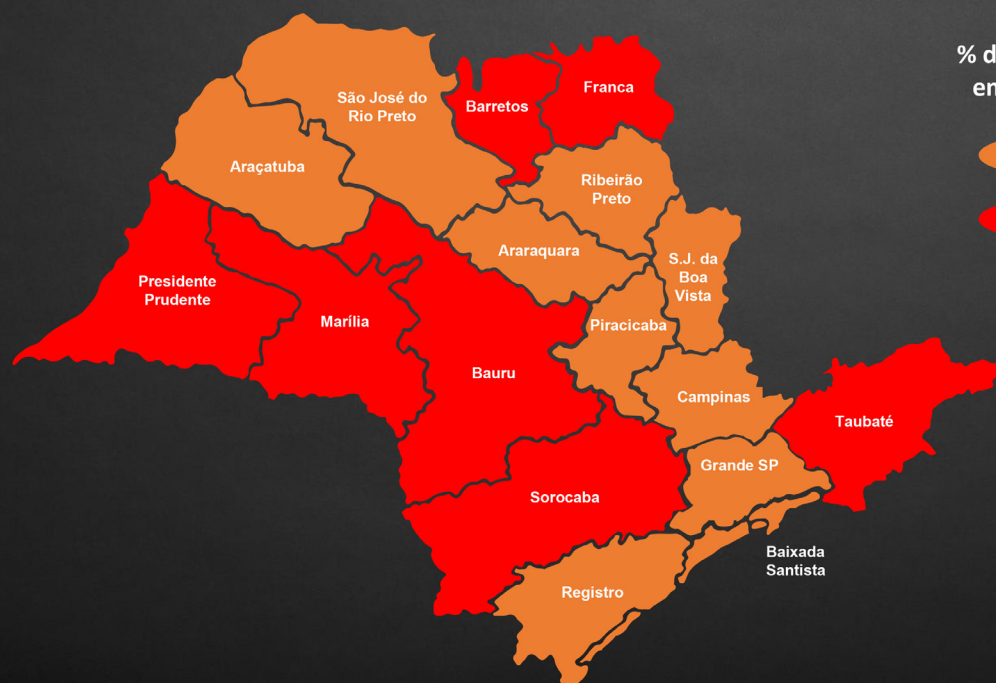 % d
em
São José do
Rio Preto
Barretos
Franca
Araçatuba
Ribeirão
Preto
Araraquara
S.J. da
Boa
Vista
Presidente
Prudente
Marília
Piracicaba
Bauru
Campinas
Taubaté
Grande SP
Sorocaba
Baixada
Santista
Registro